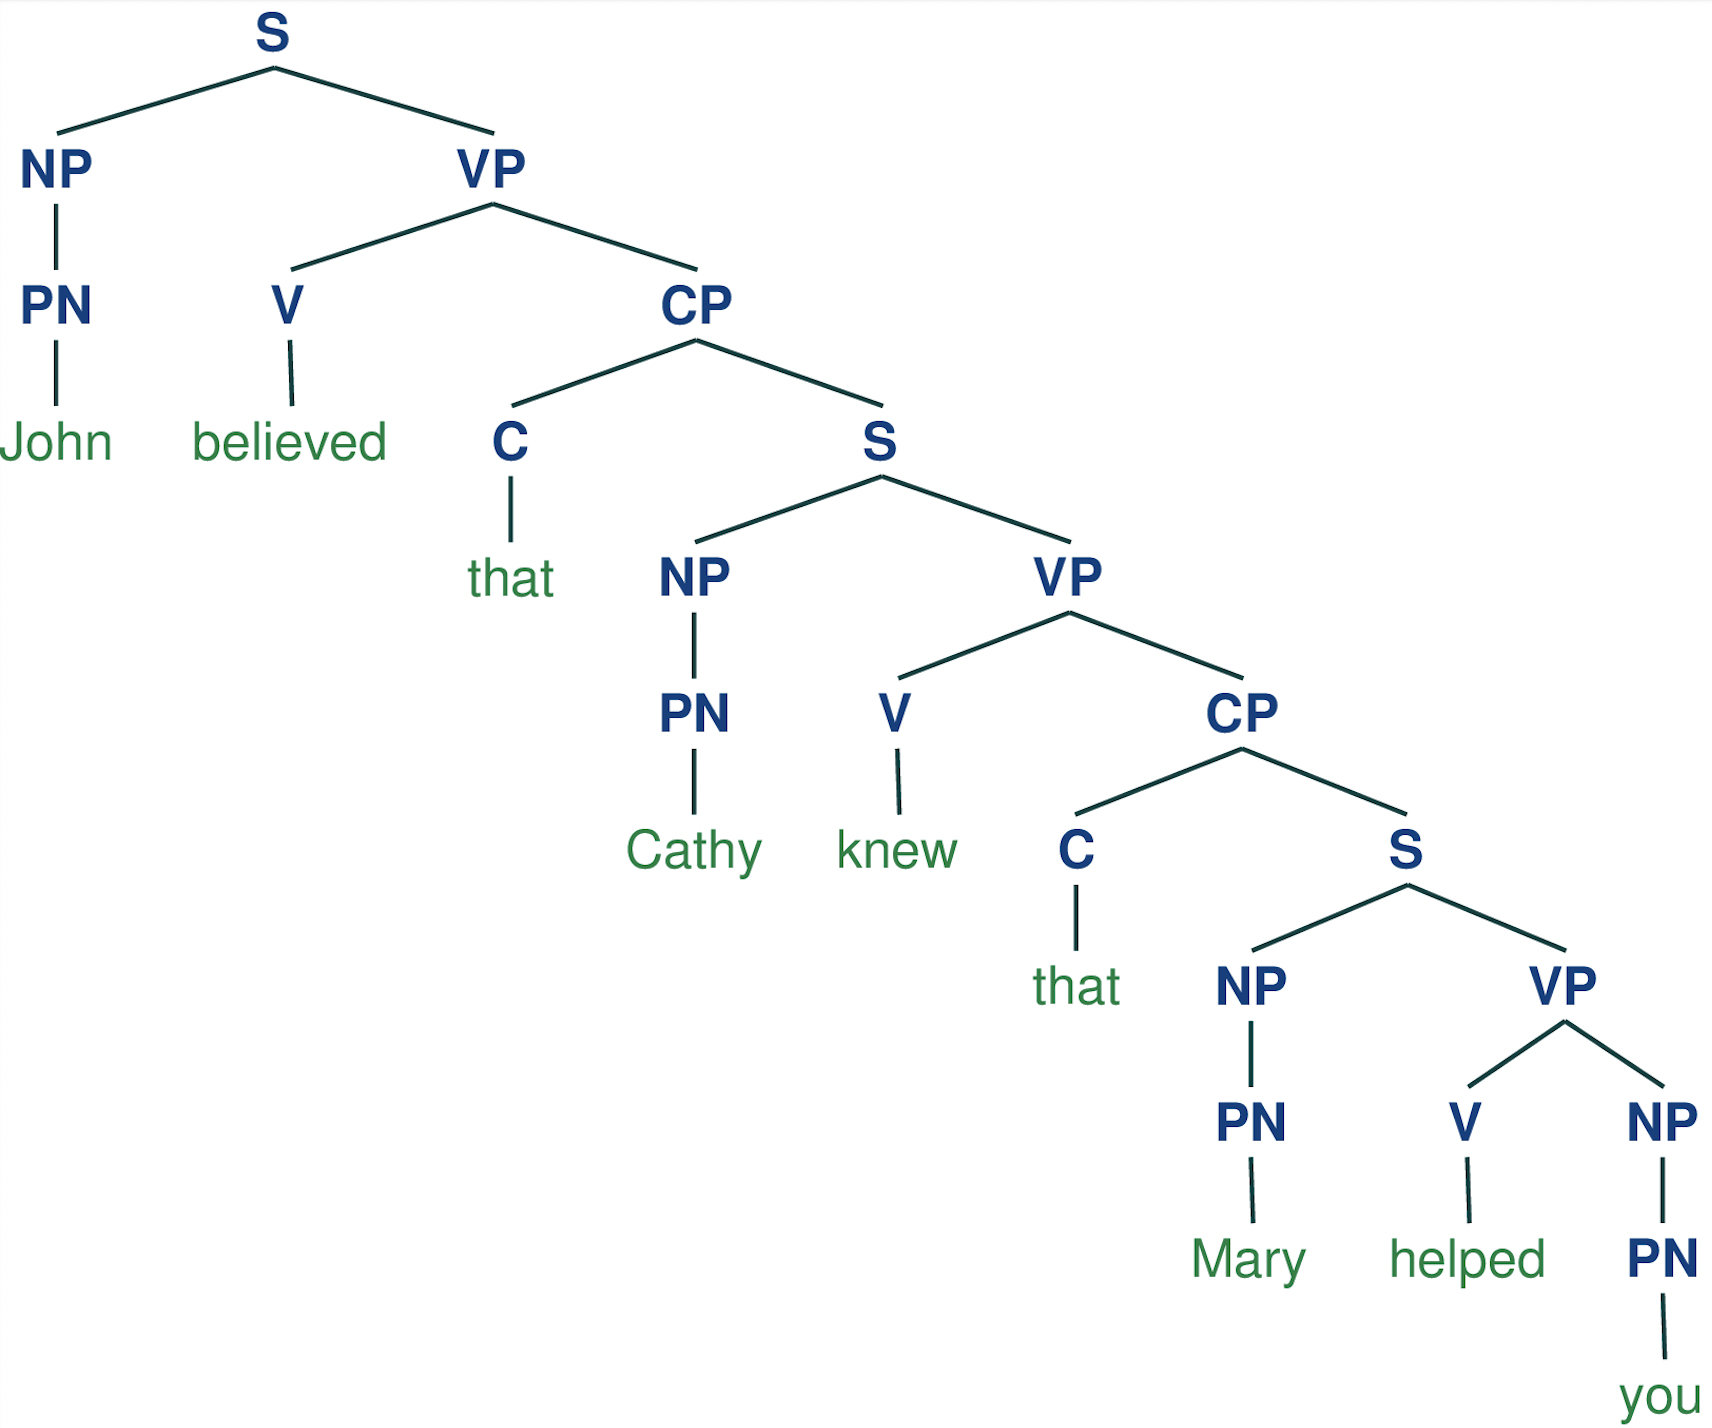 S
NP VP
PN V CP
John believed C S
that NP VP
PN V CP
Cathy knew C S
that NP VP
PN V NP
Mary helped PN
you